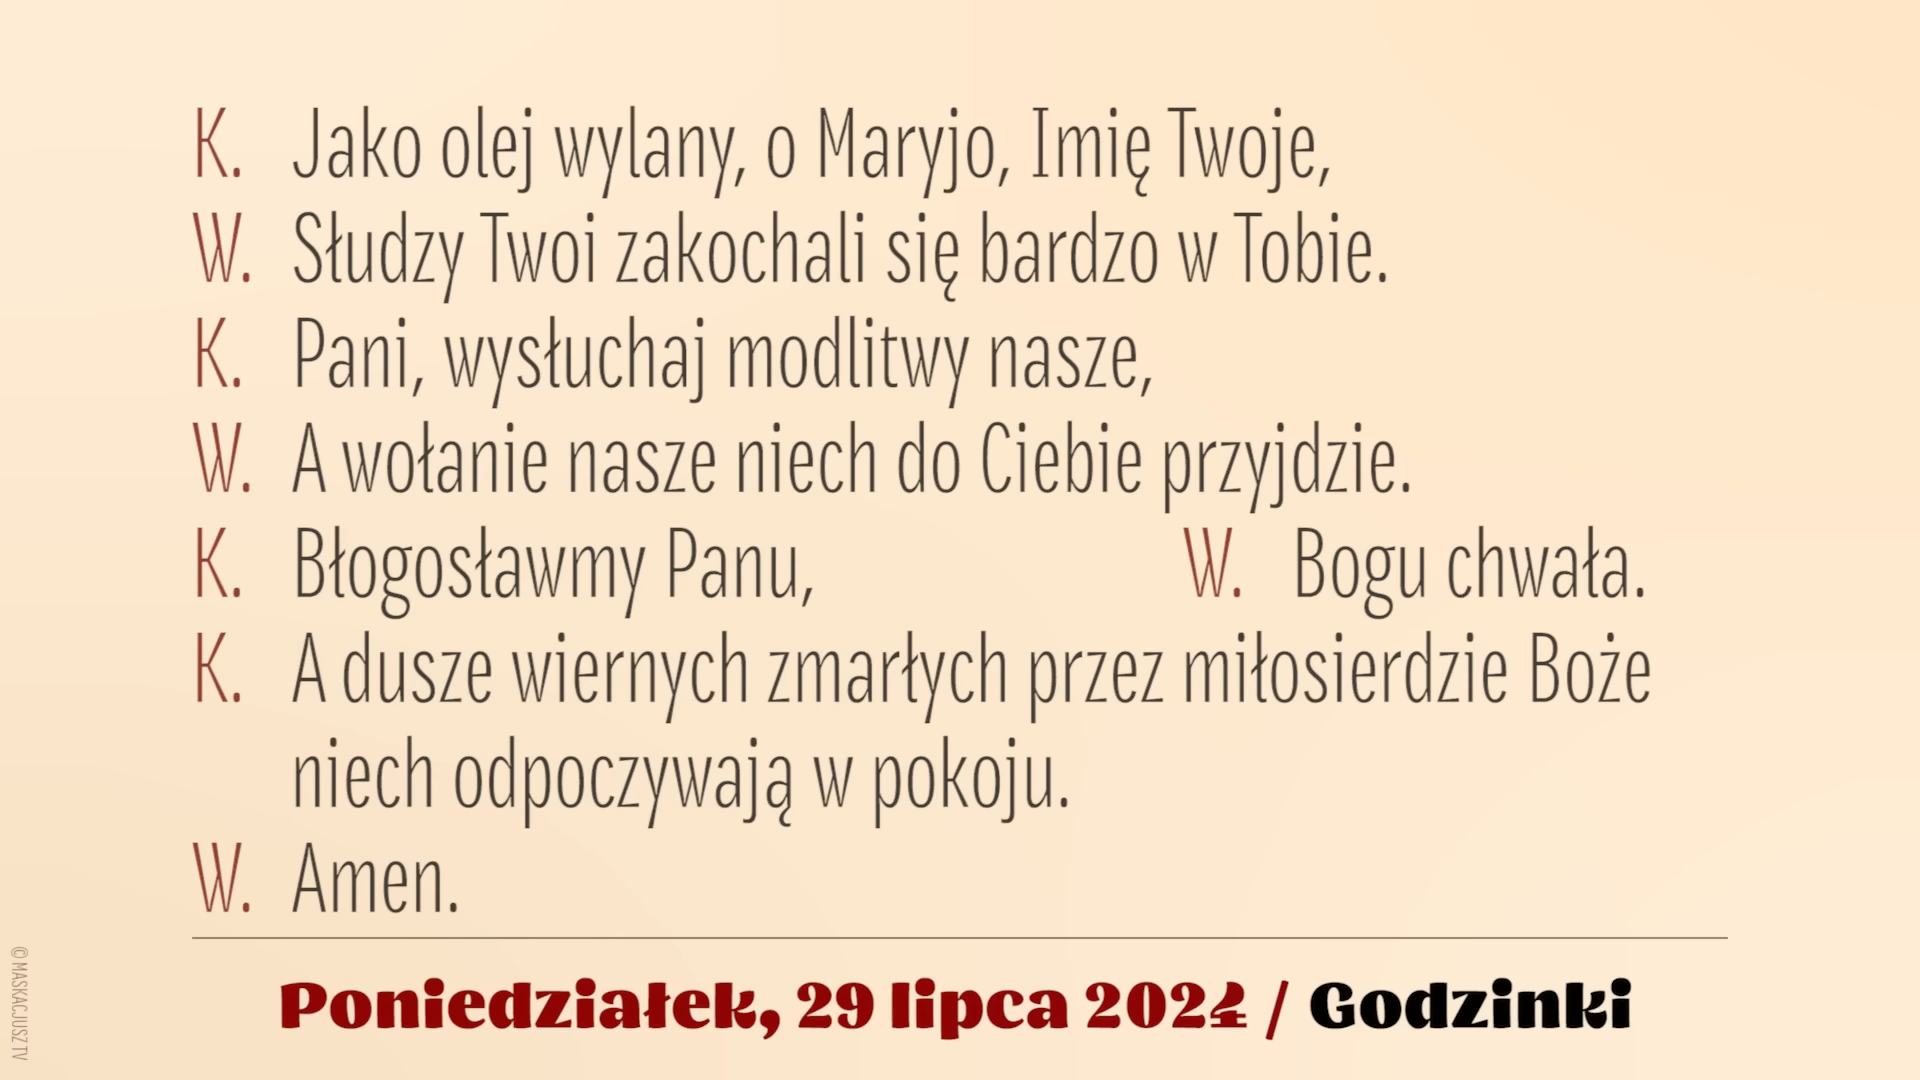 K. Jako olej wylany, o Maryjo, Imię Twoje,
W. Słudzy Twoi zakochali się bardzo w Tobie.
K. Pani, wysłuchaj modlitwy nasze,
W. A wołanie nasze niech do Ciebie przyjdzie.
K. Błogosławmy Panu, W. Bogu chwała.
K. A dusze wiernych zmarłych przez miłosierdzie Boże
niech odpoczywają w pokoju.
W. Amen.
Poniedziałek, 29 lipca 2024 / Godzinki
© MASKACJUSZ TV